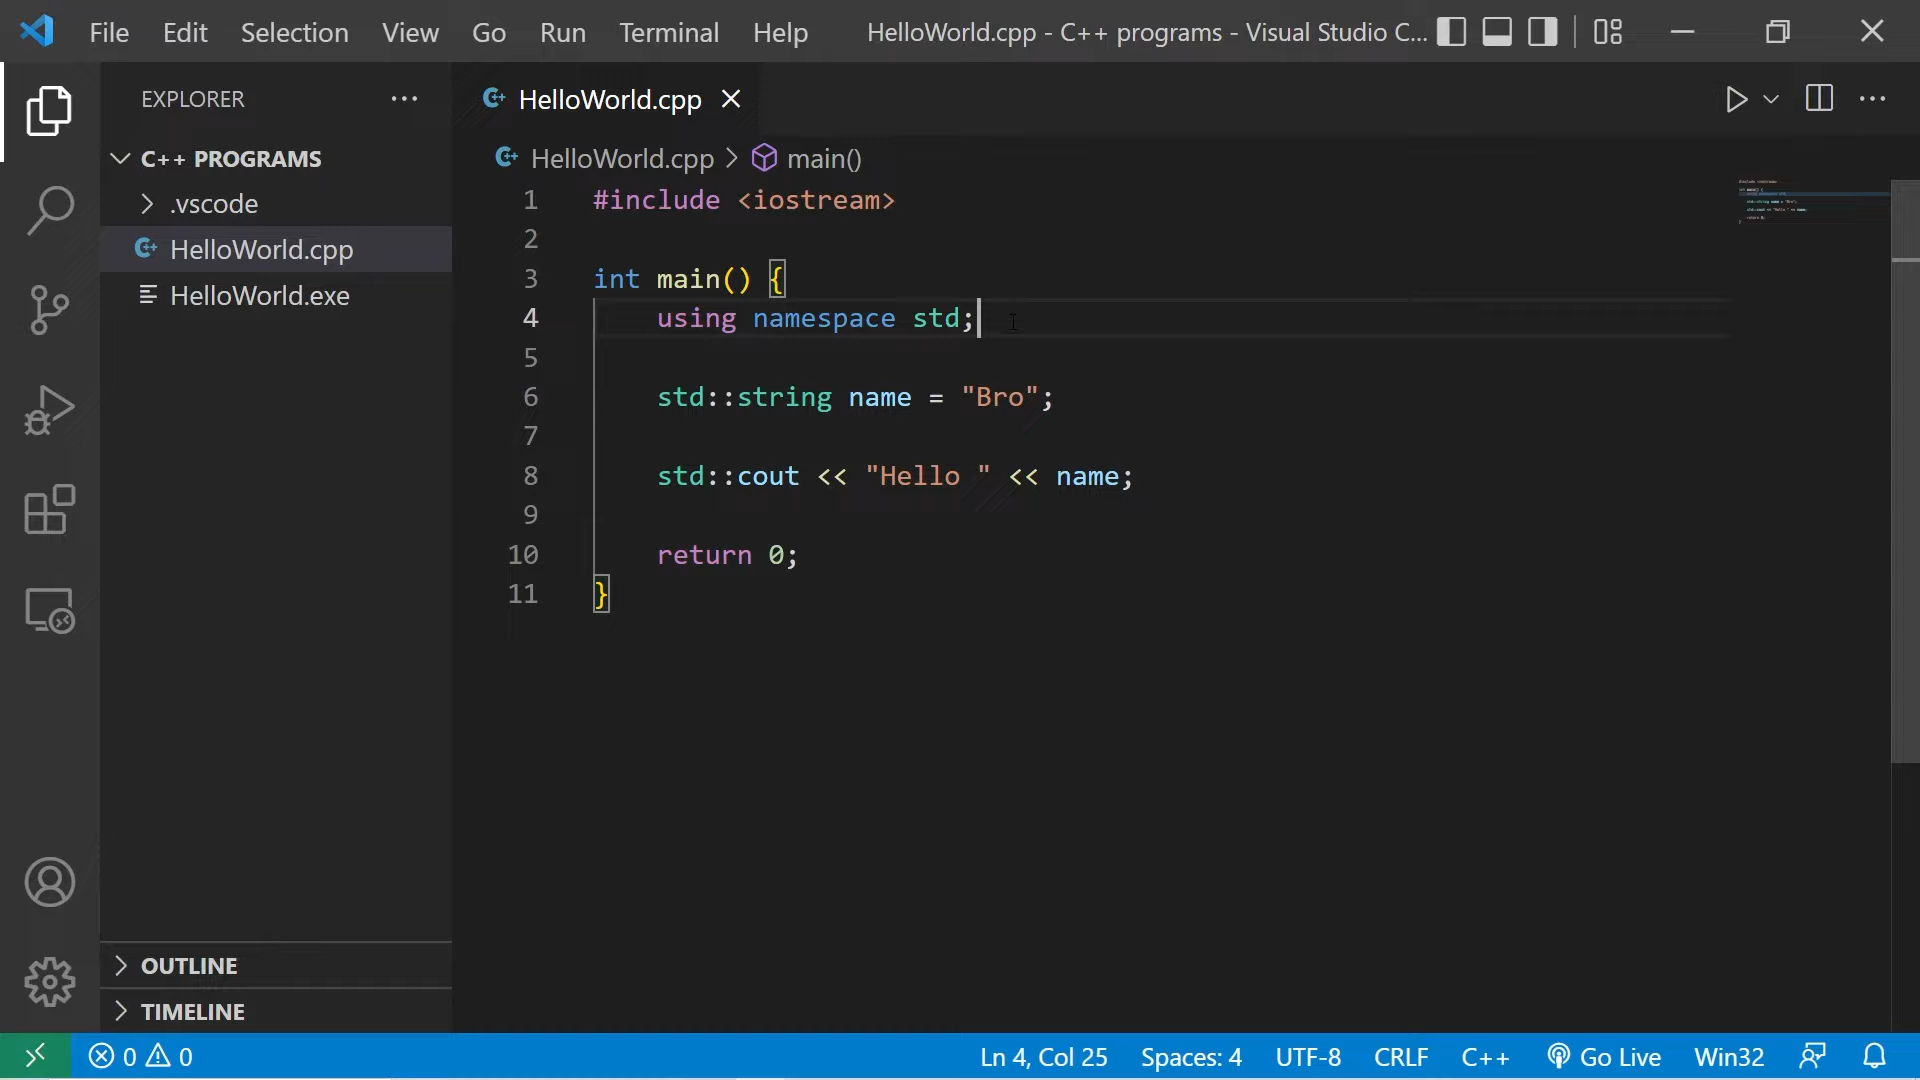 File Edit Selection View Go Run Terminal Help HelloWorld.cpp - C++ programs - Visual Studio C...
EXPLORER
C++ PROGRAMS
.vscode
HelloWorld.cpp
HelloWorld.exe
OUTLINE
TIMELINE
HelloWorld.cpp
HelloWorld.cpp > main()
1 #include <iostream>
2
3 int main() {
4     using namespace std;
5
6     std::string name = "Bro";
7
8     std::cout << "Hello " << name;
9
10     return 0;
11 }
0 0 Ln 4, Col 25 Spaces: 4 UTF-8 CRLF C++ Go Live Win32